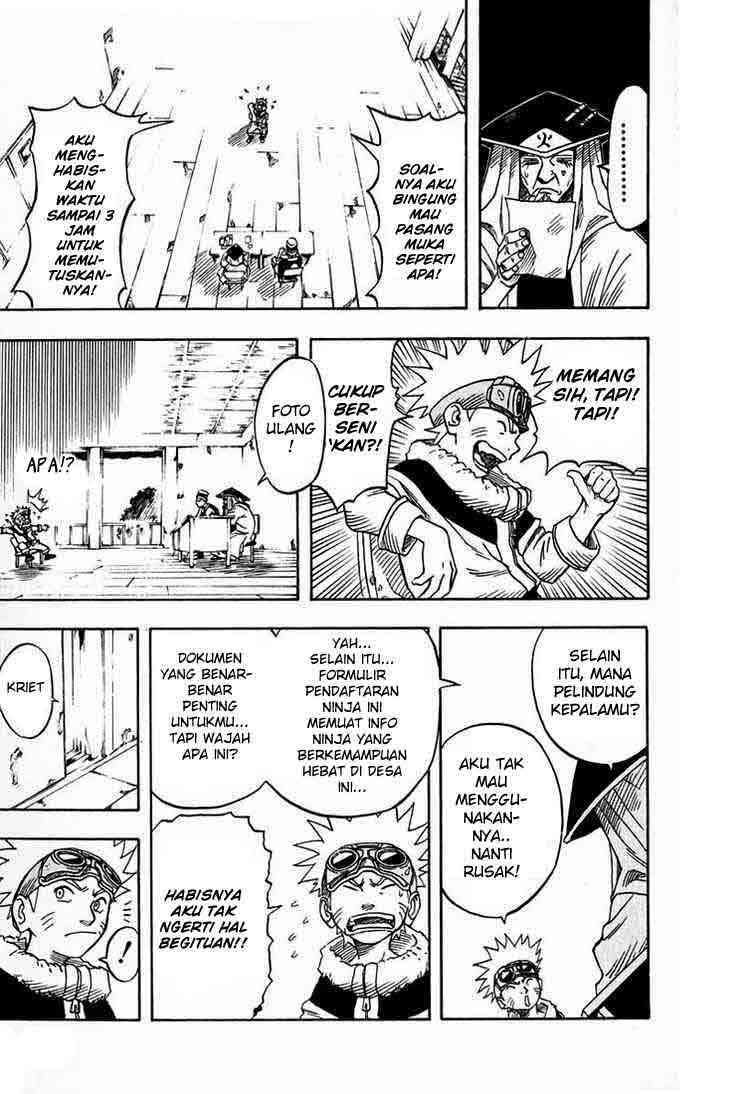 ........
SOAL-
NYA AKU
BINGUNG
MAU
PASANG
MUKA
SEPERTI
APA!
AKU
MENG-
HABIS-
KAN
WAKTU
SAMPAI 3
JAM
UNTUK
MEMU-
TUSKAN-
NYA!
MEMANG
SIH, TAPI!
TAPI!
CUKUP
BER-
SENI
'KAN?!
FOTO
ULANG
!
APA!?
SELAIN
ITU, MANA
PELINDUNG
KEPALAMU?
AKU TAK
MAU
MENGGU-
NAKAN-
NYA..
NANTI
RUSAK!
YAH...
SELAIN ITU...
FORMULIR
PENDAFTARAN
NINJA INI
MEMUAT INFO
NINJA YANG
BERKEMAMPUAN
HEBAT DI DESA
INI...
DOKUMEN
YANG BENAR-
BENAR
PENTING
UNTUKMU...
TAPI WAJAH
APA INI?
HABISNYA
AKU TAK
NGERTI HAL
BEGITUAN!!
KRIET
!